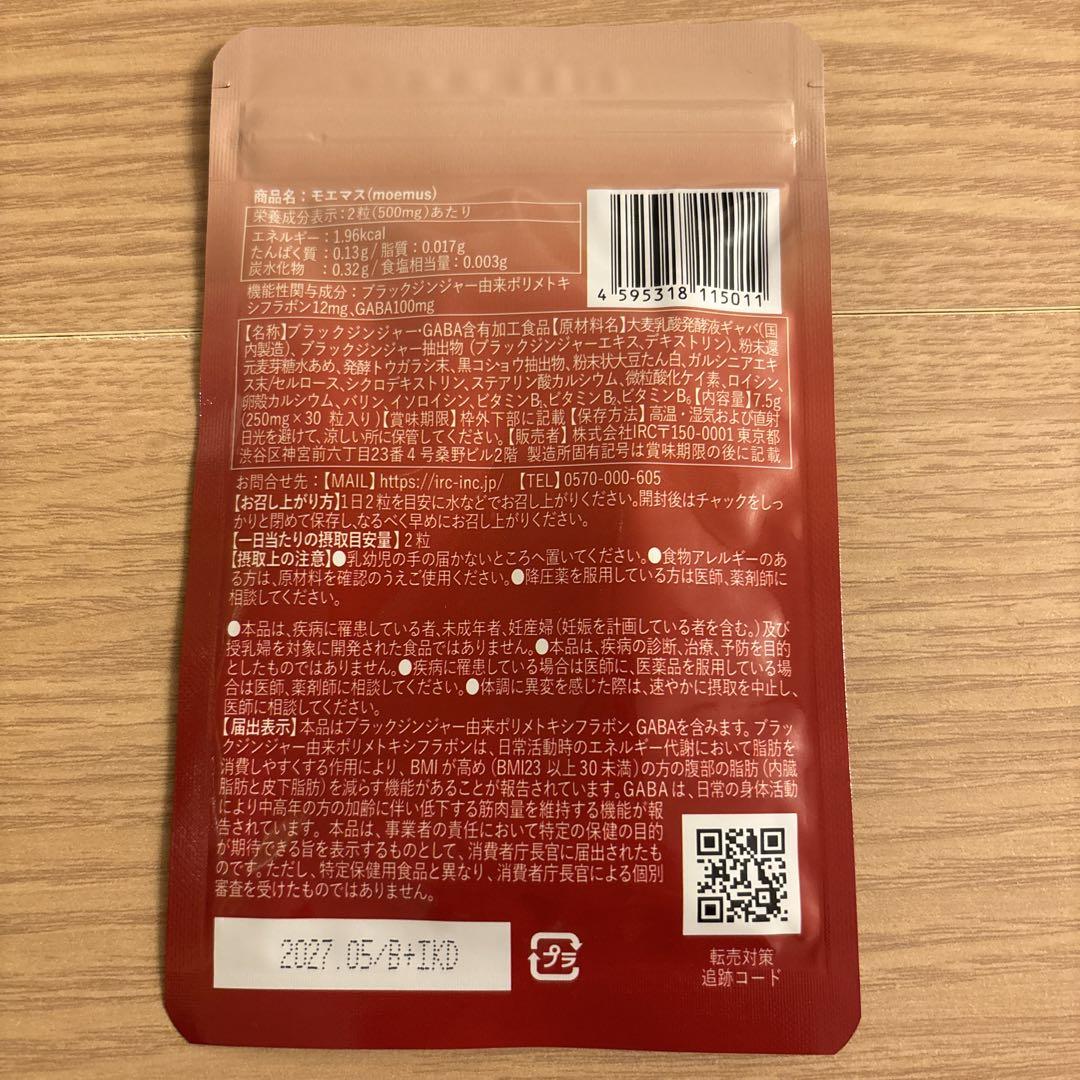 商品名：モエマス(moemus)
栄養成分表示：2粒(500mg)あたり
エネルギー：1.96kcal
たんぱく質 ：0.13g／脂質：0.017g
炭水化物 ：0.32g／食塩相当量：0.003g
機能性関与成分：ブラックジンジャー由来ポリメトキ
シフラボン12mg、GABA100mg
4 595318 115011
【名称】ブラックジンジャー・GABA含有加工食品【原材料名】大麦乳酸発酵液ギャバ(国
内製造)、ブラックジンジャー抽出物（ブラックジンジャーエキス、デキストリン)、粉末還
元麦芽糖水あめ、発酵トウガラシ末、黒コショウ抽出物、粉末状大豆たん白、ガルシニアエキ
ス末/セルロース、シクロデキストリン、ステアリン酸カルシウム、微粒酸化ケイ素、ロイシン、
卵殻カルシウム、バリン、イソロイシン、ビタミンB₁、ビタミンB₂、ビタミンB₆【内容量】7.5g
(250mg×30 粒入り)【賞味期限】枠外下部に記載【保存方法】高温・湿気および直射
日光を避けて、涼しい所に保管してください。【販売者】株式会社IRC〒150-0001 東京都
渋谷区神宮前六丁目23番4号桑野ビル2階 製造所固有記号は賞味期限の後に記載
お問合せ先：【MAIL】https://irc-inc.jp/ 【TEL】0570-000-605
【お召し上がり方】1日2粒を目安に水などでお召し上がりください。開封後はチャックをしっ
かりと閉めて保存し、なるべく早めにお召し上がりください。
【一日当たりの摂取目安量】2粒
【摂取上の注意】●乳幼児の手の届かないところへ置いてください。●食物アレルギーのあ
る方は、原材料を確認のうえご使用ください。●降圧薬を服用している方は医師、薬剤師に
相談してください。
●本品は、疾病に罹患している者、未成年者、妊産婦（妊娠を計画している者を含む。）及び
授乳婦を対象に開発された食品ではありません。●本品は、疾病の診断、治療、予防を目的
としたものではありません。●疾病に罹患している場合は医師に、医薬品を服用している場
合は医師、薬剤師に相談してください。●体調に異変を感じた際は、速やかに摂取を中止し、
医師に相談してください。
【届出表示】本品はブラックジンジャー由来ポリメトキシフラボン、GABAを含みます。ブラッ
クジンジャー由来ポリメトキシフラボンは、日常活動時のエネルギー代謝において脂肪を
消費しやすくする作用により、BMIが高め（BMI23以上30未満）の方の腹部の脂肪（内臓
脂肪と皮下脂肪）を減らす機能があることが報告されています。GABAは、日常の身体活動
により中高年の方の加齢に伴い低下する筋肉量を維持する機能が報
告されています。本品は、事業者の責任において特定の保健の目的
が期待できる旨を表示するものとして、消費者庁長官に届出されたも
のです。ただし、特定保健用食品と異なり、消費者庁長官による個別
審査を受けたものではありません。
2027.05/B+IKD
プラ
転売対策
追跡コード